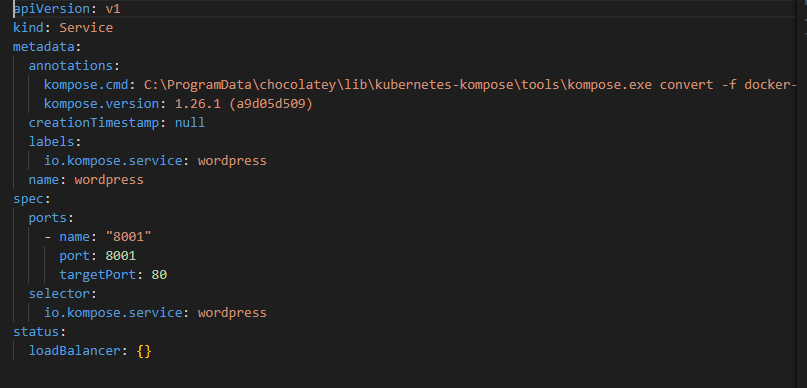 apiVersion: v1
kind: Service
metadata:
  annotations:
    kompose.cmd: C:\ProgramData\chocolatey\lib\kubernetes-kompose\tools\kompose.exe convert -f docker-
    kompose.version: 1.26.1 (a9d05d509)
  creationTimestamp: null
  labels:
    io.kompose.service: wordpress
  name: wordpress
spec:
  ports:
    - name: "8001"
      port: 8001
      targetPort: 80
  selector:
    io.kompose.service: wordpress
status:
  loadBalancer: {}